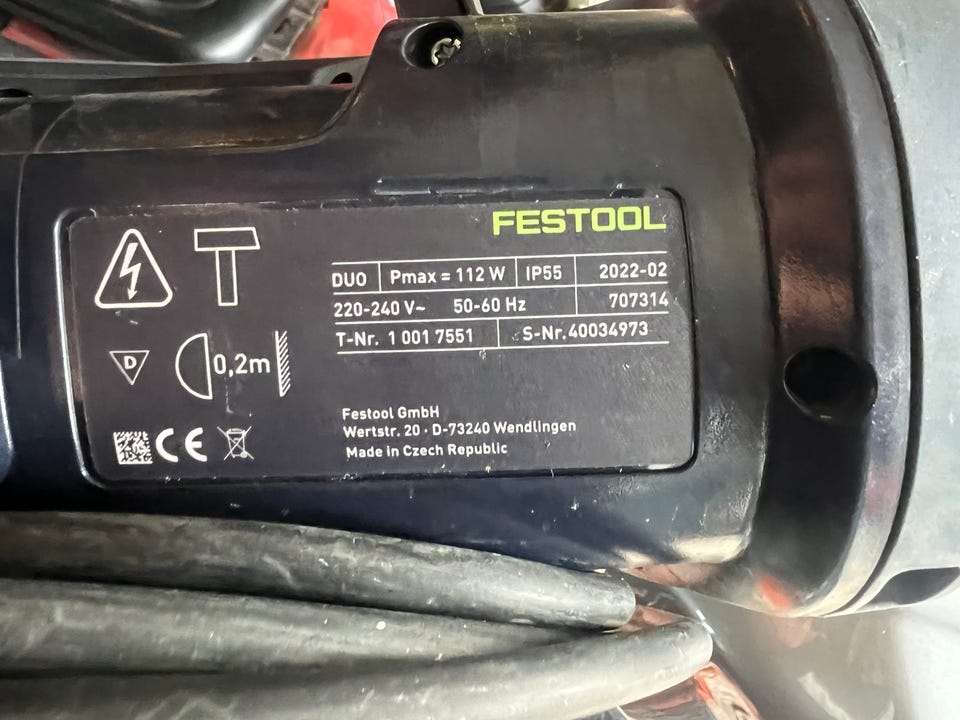 FESTOOL
DUO Pmax = 112 W IP55 2022-02
220-240 V~ 50-60 Hz 707314
T-Nr. 1 001 7551 S-Nr. 40034973
D 0,2m
Festool GmbH
Wertstr. 20 · D-73240 Wendlingen
Made in Czech Republic
CE